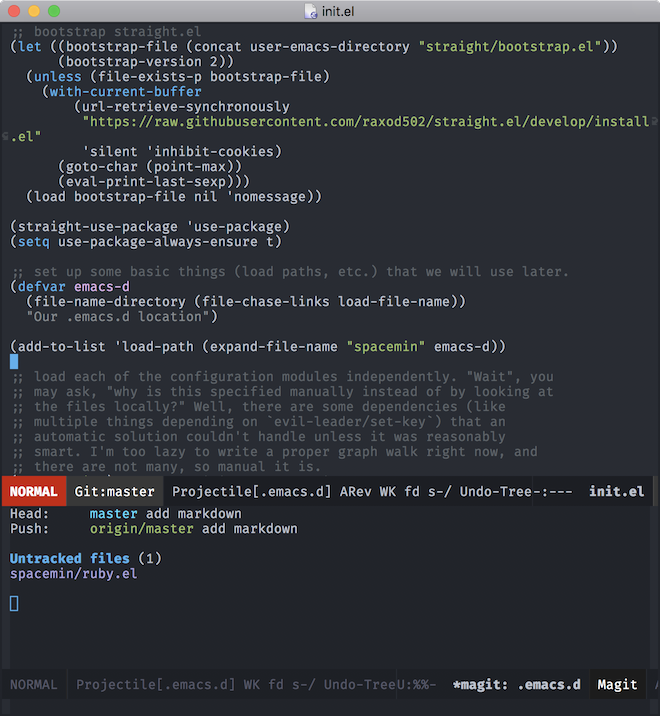 init.el
;; bootstrap straight.el
(let ((bootstrap-file (concat user-emacs-directory "straight/bootstrap.el"))
      (bootstrap-version 2))
  (unless (file-exists-p bootstrap-file)
    (with-current-buffer
        (url-retrieve-synchronously
         "https://raw.githubusercontent.com/raxod502/straight.el/develop/install
.el"
         'silent 'inhibit-cookies)
      (goto-char (point-max))
      (eval-print-last-sexp)))
  (load bootstrap-file nil 'nomessage))
(straight-use-package 'use-package)
(setq use-package-always-ensure t)
;; set up some basic things (load paths, etc.) that we will use later.
(defvar emacs-d
  (file-name-directory (file-chase-links load-file-name))
  "Our .emacs.d location")
(add-to-list 'load-path (expand-file-name "spacemin" emacs-d))
;; load each of the configuration modules independently. "Wait", you
;; may ask, "why is this specified manually instead of by looking at
;; the files locally?" Well, there are some dependencies (like
;; multiple things depending on `evil-leader/set-key`) that an
;; automatic solution couldn't handle unless it was reasonably
;; smart. I'm too lazy to write a proper graph walk right now, and
;; there are not many, so manual it is.
NORMAL Git:master Projectile[.emacs.d] ARev WK fd s-/ Undo-Tree-:--- init.el
Head:     master add markdown
Push:     origin/master add markdown
Untracked files (1)
spacemin/ruby.el
NORMAL Projectile[.emacs.d] WK fd s-/ Undo-TreeU:%%- *magit: .emacs.d Magit